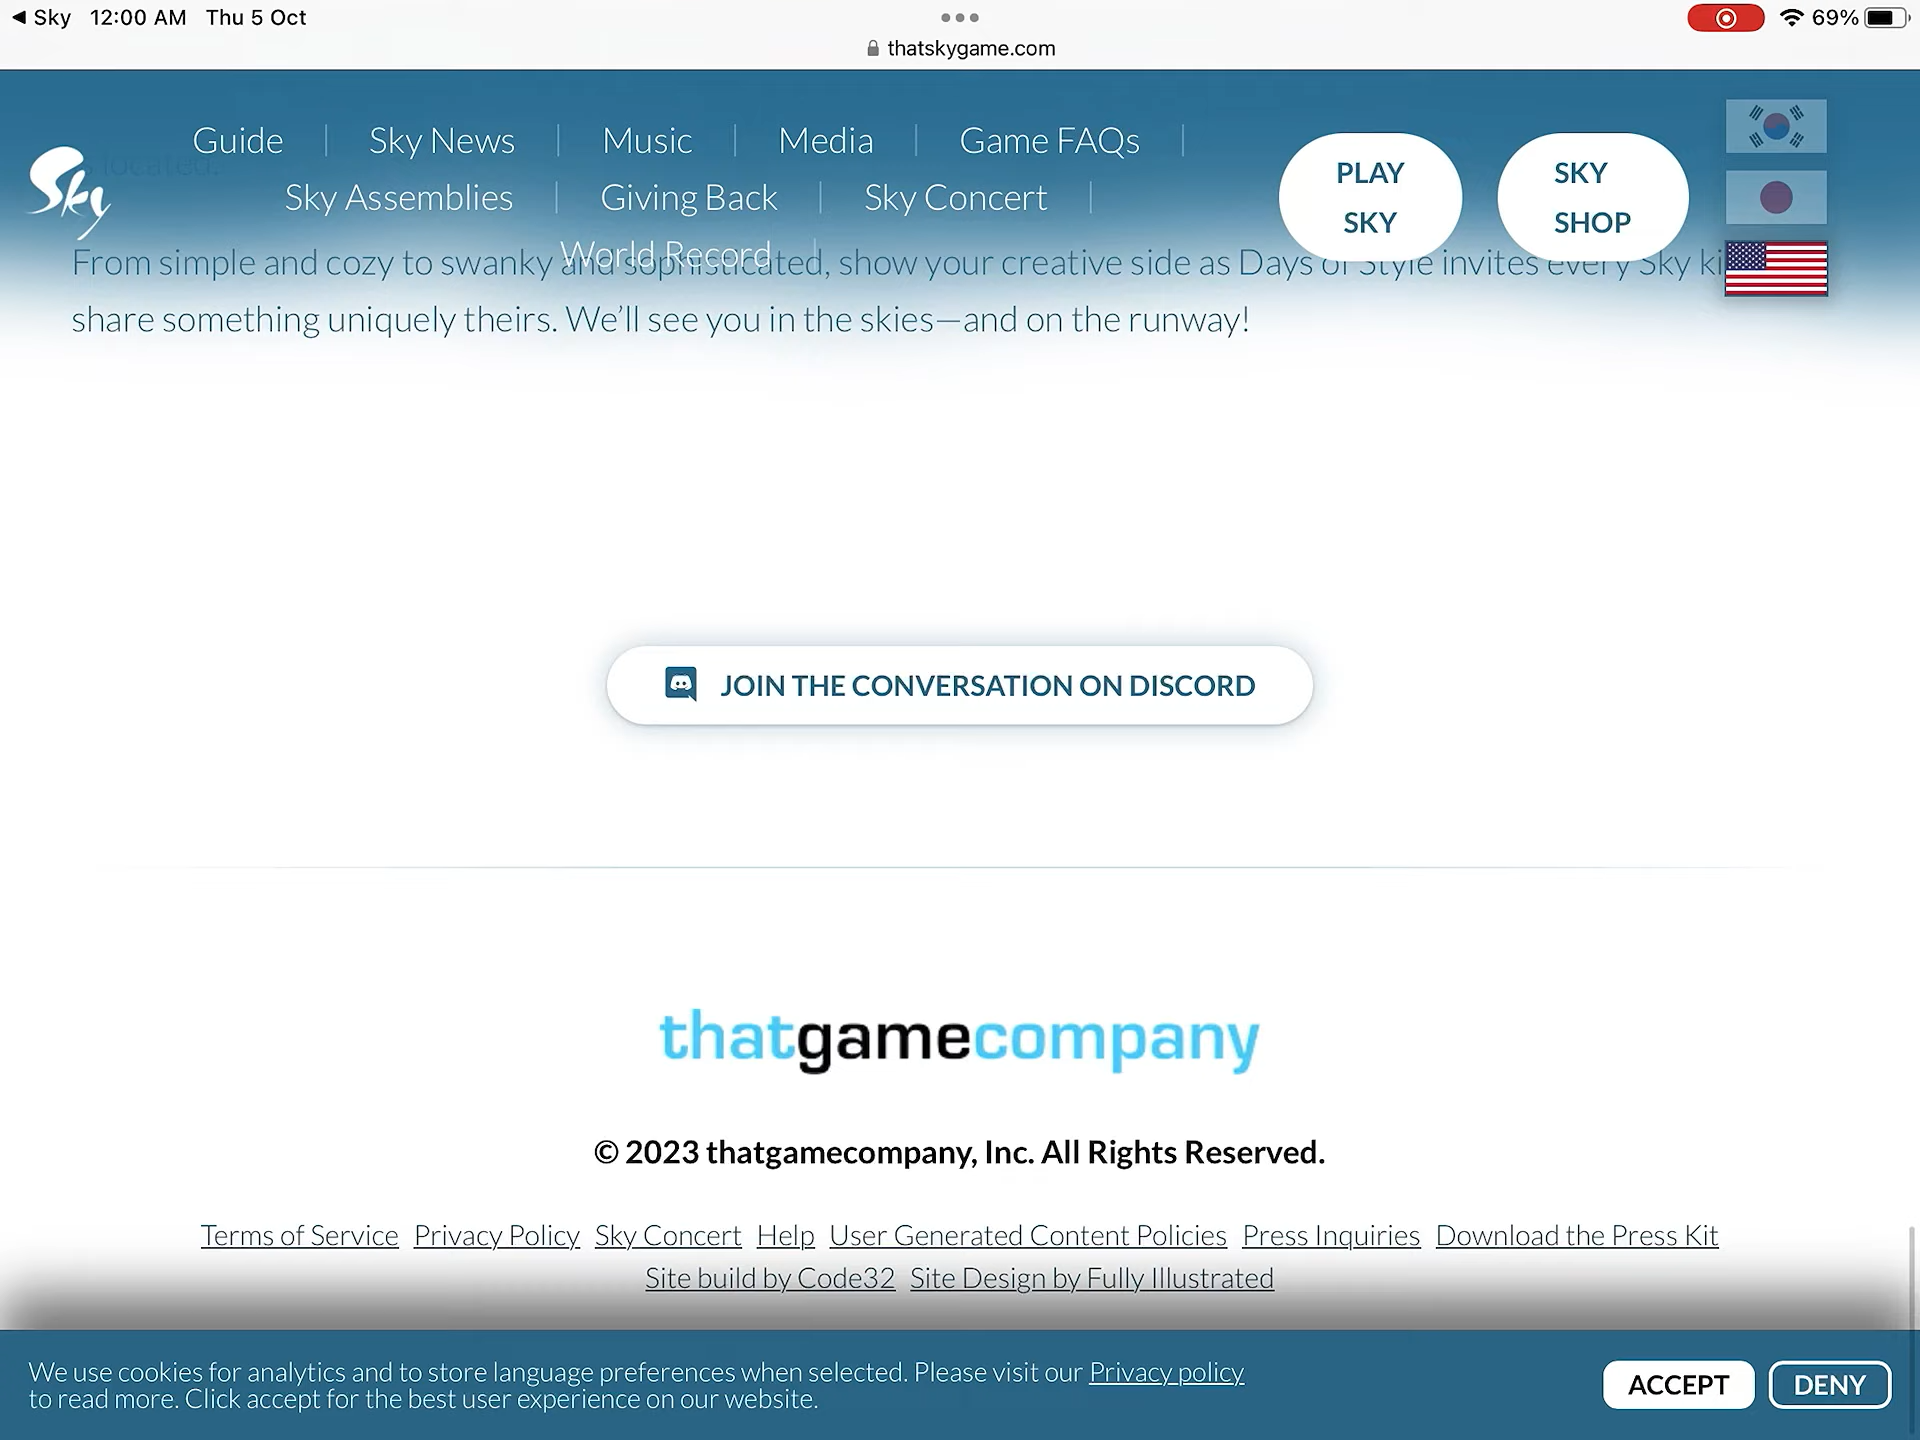 Sky 12:00 AM Thu 5 Oct
69%
thatskygame.com
Guide Sky News Music Media Game FAQs
Sky Assemblies Giving Back Sky Concert
World Record
PLAY
SKY
SKY
SHOP
Sky
located.
From simple and cozy to swanky and sophisticated, show your creative side as Days of Style invites every Sky
share something uniquely theirs. We’ll see you in the skies—and on the runway!
JOIN THE CONVERSATION ON DISCORD
thatgamecompany
© 2023 thatgamecompany, Inc. All Rights Reserved.
Terms of Service Privacy Policy Sky Concert Help User Generated Content Policies Press Inquiries Download the Press Kit
Site build by Code32 Site Design by Fully Illustrated
We use cookies for analytics and to store language preferences when selected. Please visit our Privacy policy
to read more. Click accept for the best user experience on our website.
ACCEPT DENY